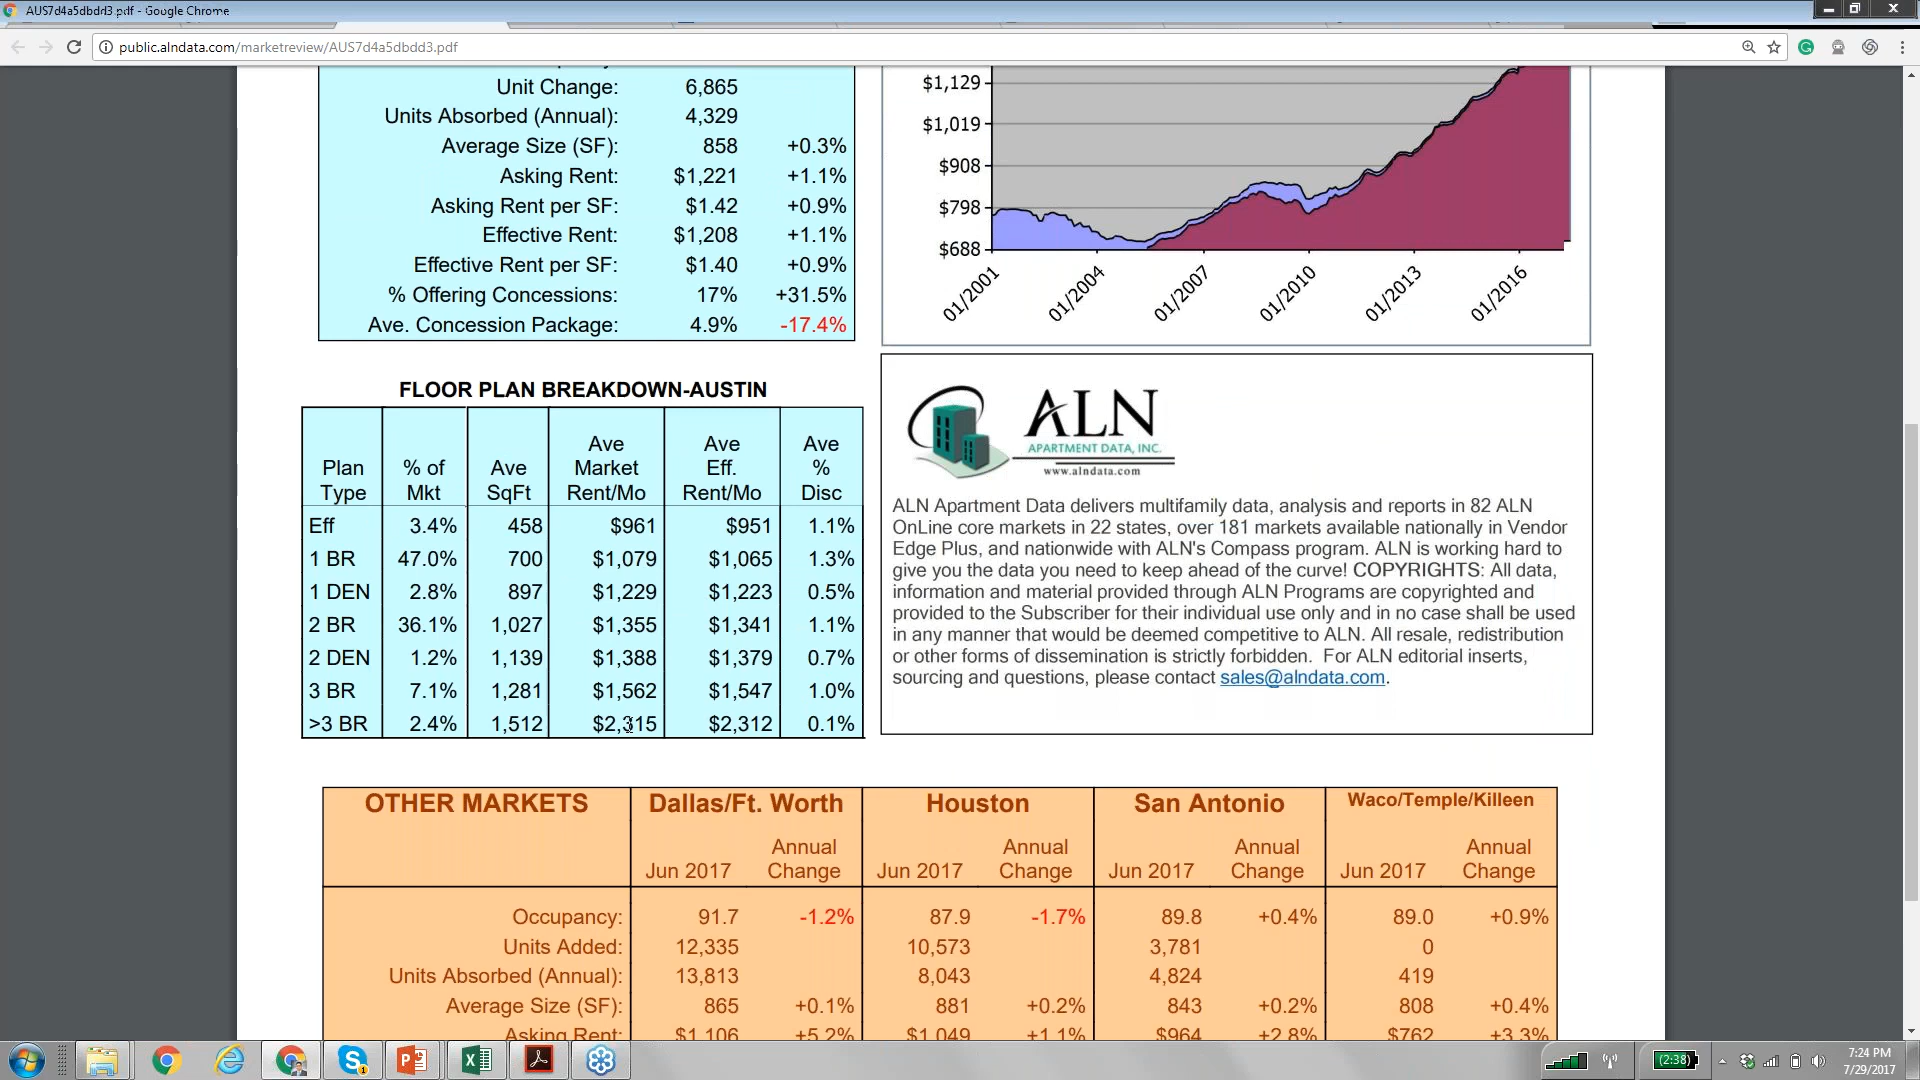 AUS7d4a5dbdd3.pdf - Google Chrome
public.alndata.com/marketreview/AUS7d4a5dbdd3.pdf
Unit Change: 6,865
Units Absorbed (Annual): 4,329
Average Size (SF): 858 +0.3%
Asking Rent: $1,221 +1.1%
Asking Rent per SF: $1.42 +0.9%
Effective Rent: $1,208 +1.1%
Effective Rent per SF: $1.40 +0.9%
% Offering Concessions: 17% +31.5%
Ave. Concession Package: 4.9% -17.4%
$1,129
$1,019
$908
$798
$688
01/2001 01/2004 01/2007 01/2010 01/2013 01/2016
FLOOR PLAN BREAKDOWN-AUSTIN
Plan Type % of Mkt Ave SqFt Ave Market Rent/Mo Ave Eff. Rent/Mo Ave % Disc
Eff 3.4% 458 $961 $951 1.1%
1 BR 47.0% 700 $1,079 $1,065 1.3%
1 DEN 2.8% 897 $1,229 $1,223 0.5%
2 BR 36.1% 1,027 $1,355 $1,341 1.1%
2 DEN 1.2% 1,139 $1,388 $1,379 0.7%
3 BR 7.1% 1,281 $1,562 $1,547 1.0%
>3 BR 2.4% 1,512 $2,315 $2,312 0.1%
ALN
APARTMENT DATA, INC.
www.alndata.com
ALN Apartment Data delivers multifamily data, analysis and reports in 82 ALN
OnLine core markets in 22 states, over 181 markets available nationally in Vendor
Edge Plus, and nationwide with ALN's Compass program. ALN is working hard to
give you the data you need to keep ahead of the curve! COPYRIGHTS: All data,
information and material provided through ALN Programs are copyrighted and
provided to the Subscriber for their individual use only and in no case shall be used
in any manner that would be deemed competitive to ALN. All resale, redistribution
or other forms of dissemination is strictly forbidden. For ALN editorial inserts,
sourcing and questions, please contact sales@alndata.com.
OTHER MARKETS Dallas/Ft. Worth Houston San Antonio Waco/Temple/Killeen
Jun 2017 Annual Change Jun 2017 Annual Change Jun 2017 Annual Change Jun 2017 Annual Change
Occupancy: 91.7 -1.2% 87.9 -1.7% 89.8 +0.4% 89.0 +0.9%
Units Added: 12,335 10,573 3,781 0
Units Absorbed (Annual): 13,813 8,043 4,824 419
Average Size (SF): 865 +0.1% 881 +0.2% 843 +0.2% 808 +0.4%
Asking Rent: $1,106 +5.2% $1,049 +1.1% $964 +2.8% $762 +3.3%
(2:38)
7:24 PM
7/29/2017